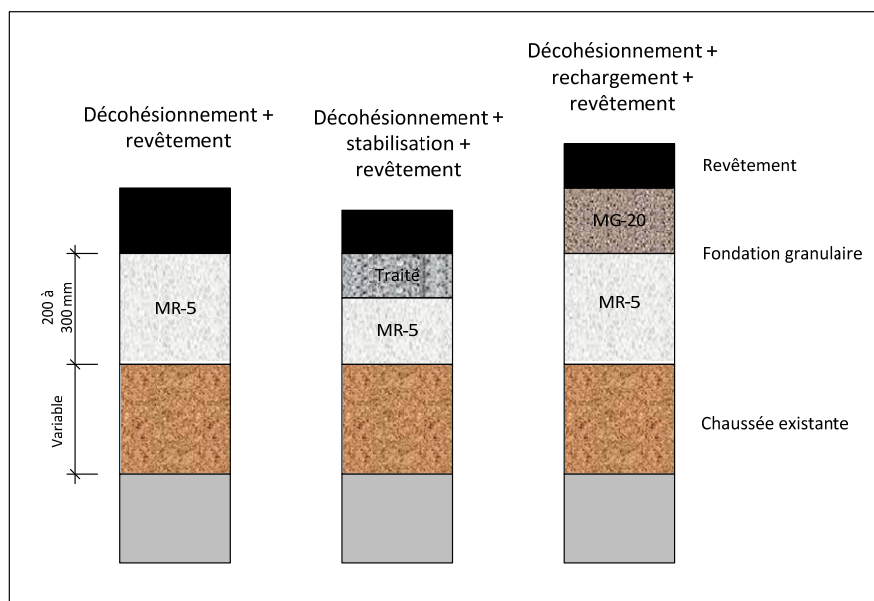 Décohésionnement +
revêtement
Décohésionnement +
stabilisation +
revêtement
Décohésionnement +
rechargement +
revêtement
Revêtement
MG-20
Fondation granulaire
Traité
200 à
300 mm
MR-5
MR-5
MR-5
Variable
Chaussée existante